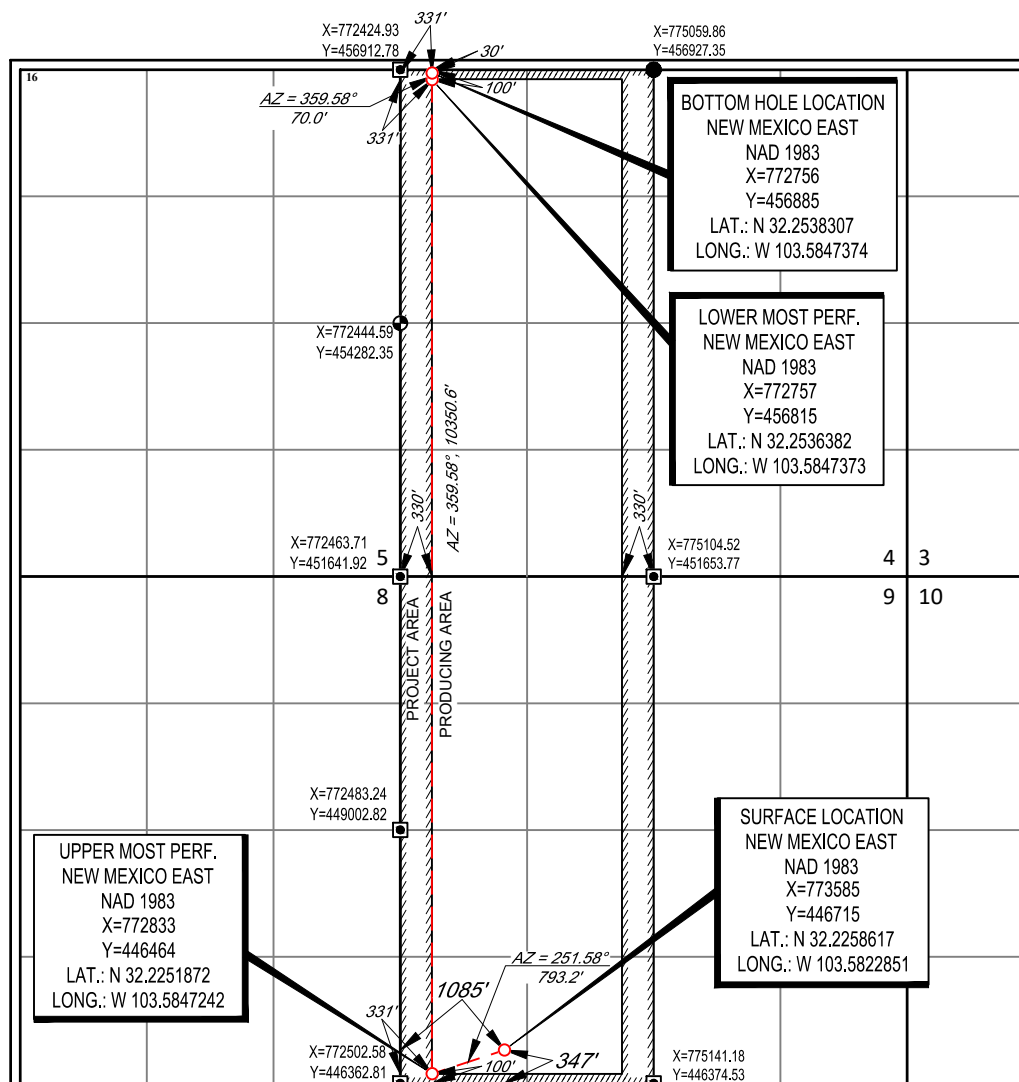 X=772424.93
Y=456912.78
331'
30'
X=775059.86
Y=456927.35
16
AZ = 359.58°
70.0'
100'
331'
BOTTOM HOLE LOCATION
NEW MEXICO EAST
NAD 1983
X=772756
Y=456885
LAT.: N 32.2538307
LONG.: W 103.5847374
LOWER MOST PERF.
NEW MEXICO EAST
NAD 1983
X=772757
Y=456815
LAT.: N 32.2536382
LONG.: W 103.5847373
X=772444.59
Y=454282.35
AZ = 359.58°, 10350.6'
330'
330'
X=772463.71
Y=451641.92
5
8
X=775104.52
Y=451653.77
4
3
9
10
PROJECT AREA
PRODUCING AREA
X=772483.24
Y=449002.82
UPPER MOST PERF.
NEW MEXICO EAST
NAD 1983
X=772833
Y=446464
LAT.: N 32.2251872
LONG.: W 103.5847242
SURFACE LOCATION
NEW MEXICO EAST
NAD 1983
X=773585
Y=446715
LAT.: N 32.2258617
LONG.: W 103.5822851
AZ = 251.58°
793.2'
1085'
331'
X=772502.58
Y=446362.81
100'
347'
X=775141.18
Y=446374.53